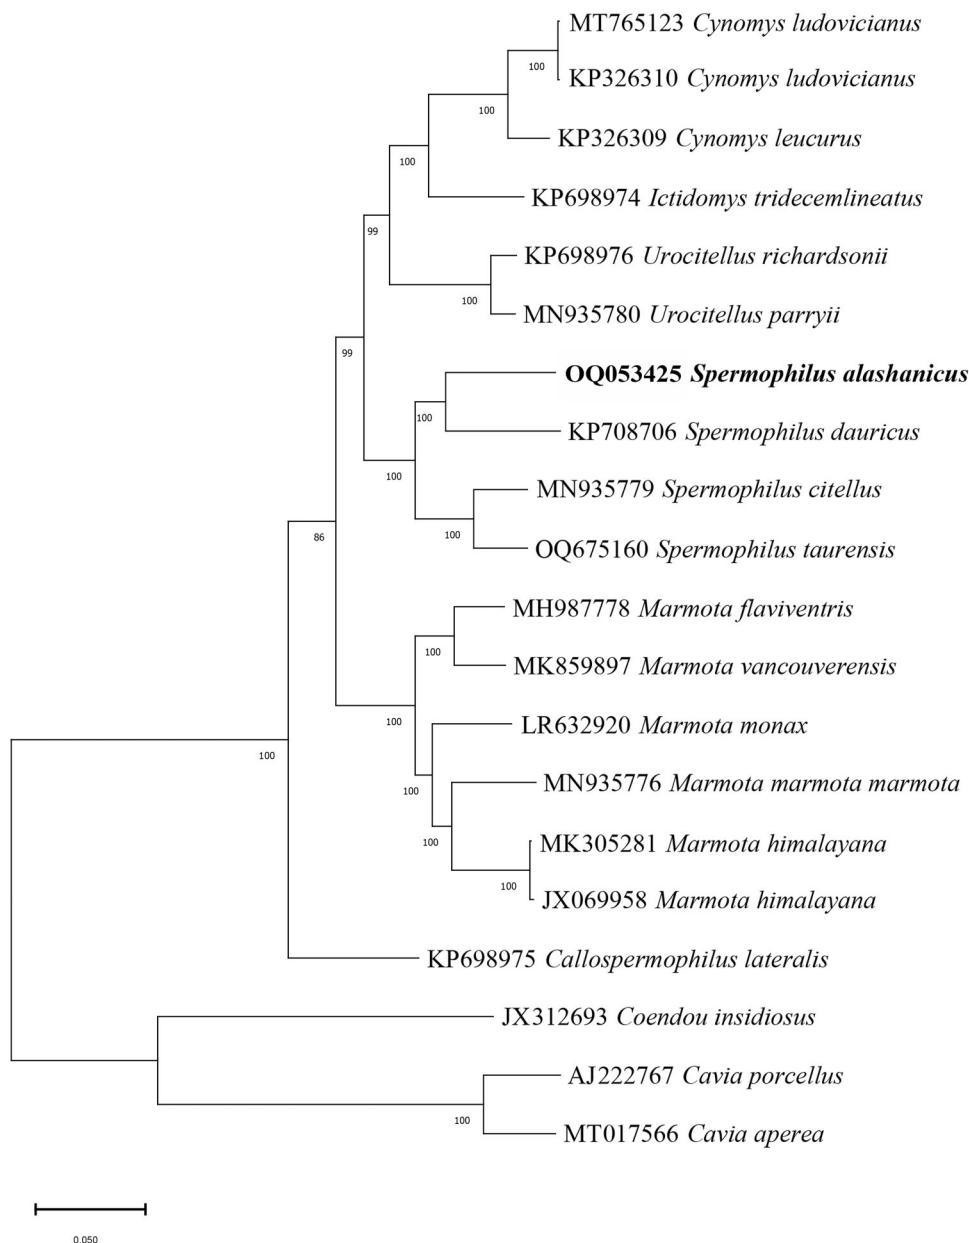 MT765123 Cynomys ludovicianus
100
KP326310 Cynomys ludovicianus
100
KP326309 Cynomys leucurus
100
KP698974 Ictidomys tridecemlineatus
99
KP698976 Urocitellus richardsonii
100
MN935780 Urocitellus parryii
99
OQ053425 Spermophilus alashanicus
100
KP708706 Spermophilus dauricus
100
MN935779 Spermophilus citellus
100
86
OQ675160 Spermophilus taurensis
MH987778 Marmota flaviventris
100
MK859897 Marmota vancouverensis
100
LR632920 Marmota monax
100
100
MN935776 Marmota marmota marmota
100
MK305281 Marmota himalayana
100
JX069958 Marmota himalayana
KP698975 Callospermophilus lateralis
JX312693 Coendou insidiosus
AJ222767 Cavia porcellus
100
MT017566 Cavia aperea
0.050